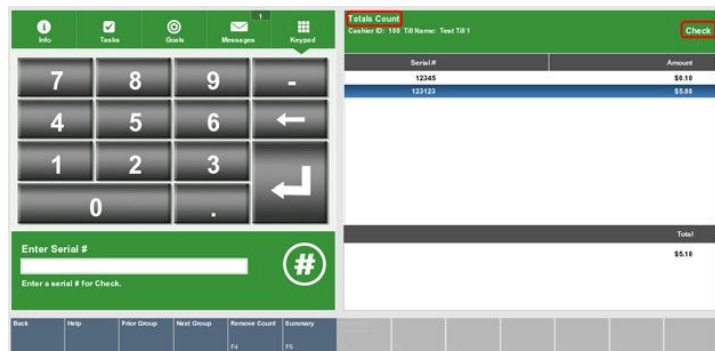 1
Info
Tasks
Goals
Messages
Keypad
7 8 9 -
4 5 6
1 2 3
0 .
Enter Serial #
#
Enter a serial # for Check.
Totals Count
Cashier ID: 100 Till Name: Test Till 1
Check
Serial # Amount
12345 $0.10
123123 $5.00
Total
$5.10
Back Help Prior Group Next Group Remove Count Summary
F4 F5